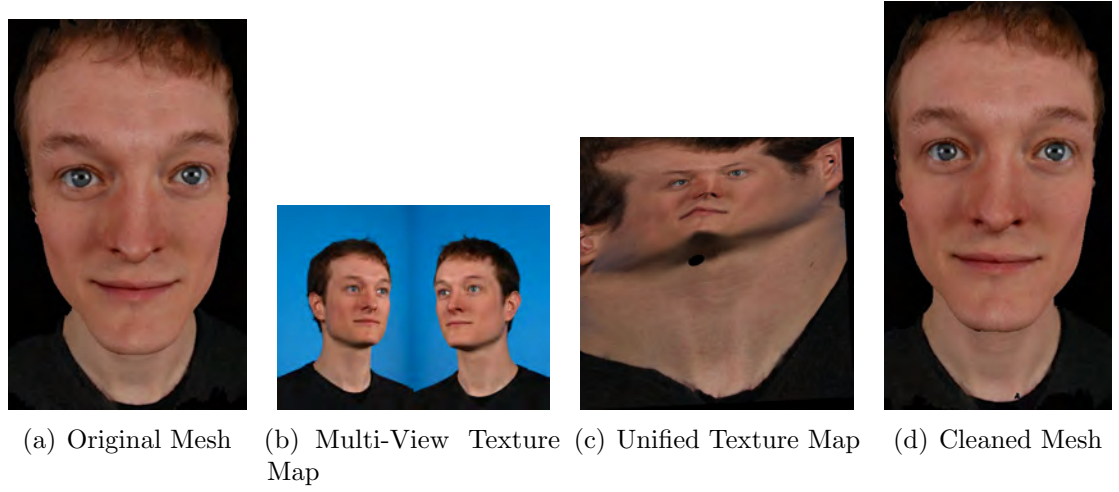 (a) Original Mesh
(b) Multi-View Texture
Map
(c) Unified Texture Map
(d) Cleaned Mesh